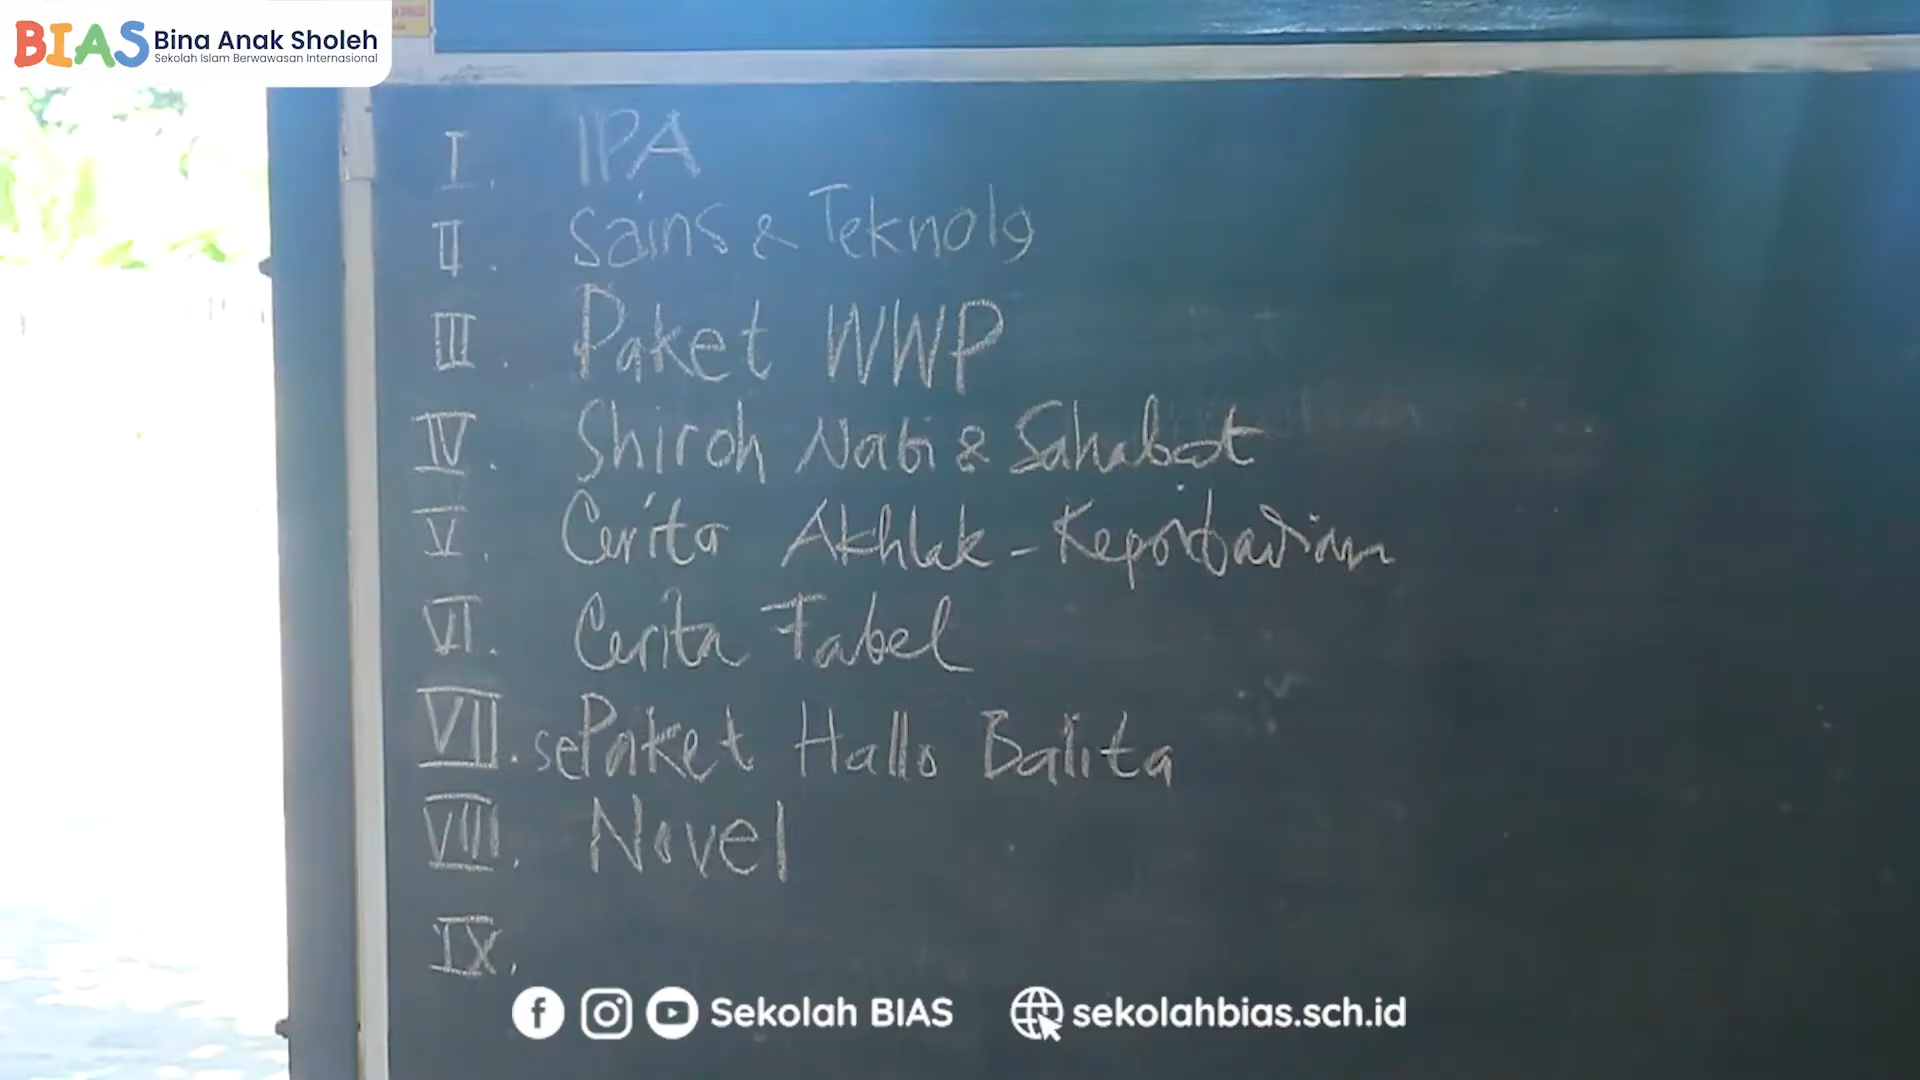 BIAS Bina Anak Sholeh
Sekolah Islam Berwawasan Internasional
I. IPA
II. Sains & Teknolg
III. Paket WWP
IV. Shiroh Nabi & Sahabat
V. Cerita Akhlak - Kepribadian
VI. Cerita Fabel
VII. sePaket Hallo Balita
VIII. Novel
IX.
Sekolah BIAS sekolahbias.sch.id